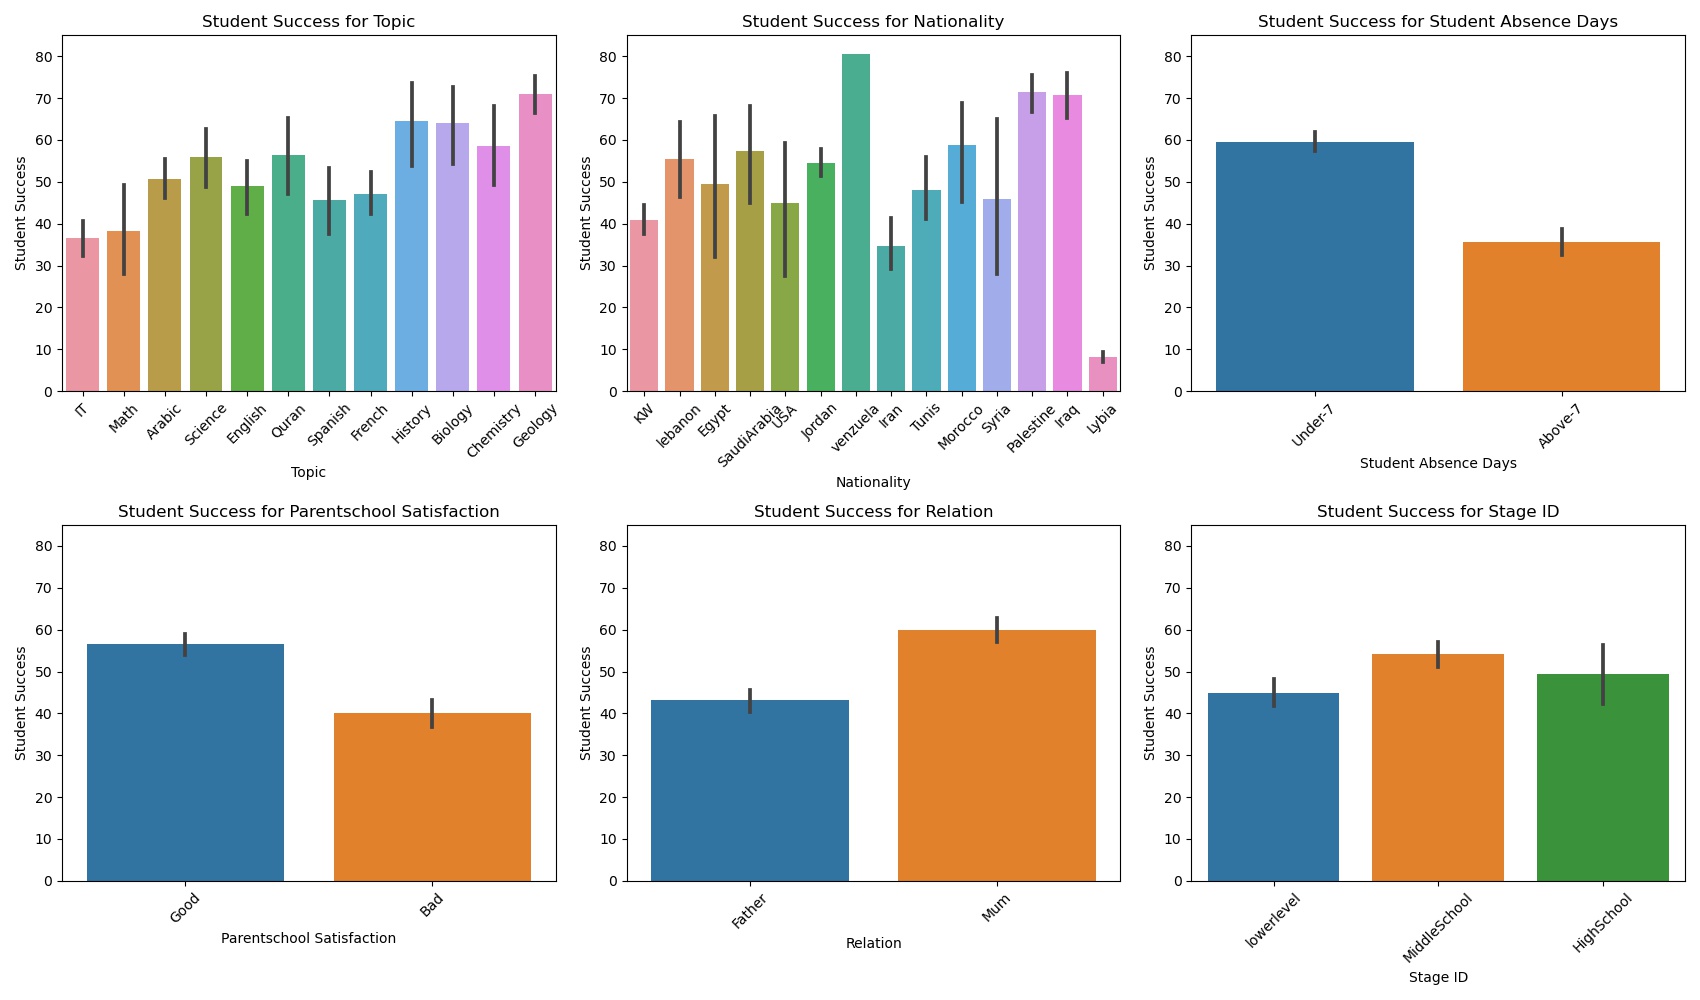 Student Success for Topic
Student Success
80
70
60
50
40
30
20
10
0
IT
Math
Arabic
Science
English
Quran
Spanish
French
History
Biology
Chemistry
Geology
Topic
Student Success for Nationality
Student Success
80
70
60
50
40
30
20
10
0
KW
lebanon
Egypt
SaudiArabia
USA
Jordan
venzuela
Iran
Tunis
Morocco
Syria
Palestine
Iraq
Lybia
Nationality
Student Success for Student Absence Days
Student Success
80
70
60
50
40
30
20
10
0
Under-7
Above-7
Student Absence Days
Student Success for Parentschool Satisfaction
Student Success
80
70
60
50
40
30
20
10
0
Good
Bad
Parentschool Satisfaction
Student Success for Relation
Student Success
80
70
60
50
40
30
20
10
0
Father
Mum
Relation
Student Success for Stage ID
Student Success
80
70
60
50
40
30
20
10
0
lowerlevel
MiddleSchool
HighSchool
Stage ID